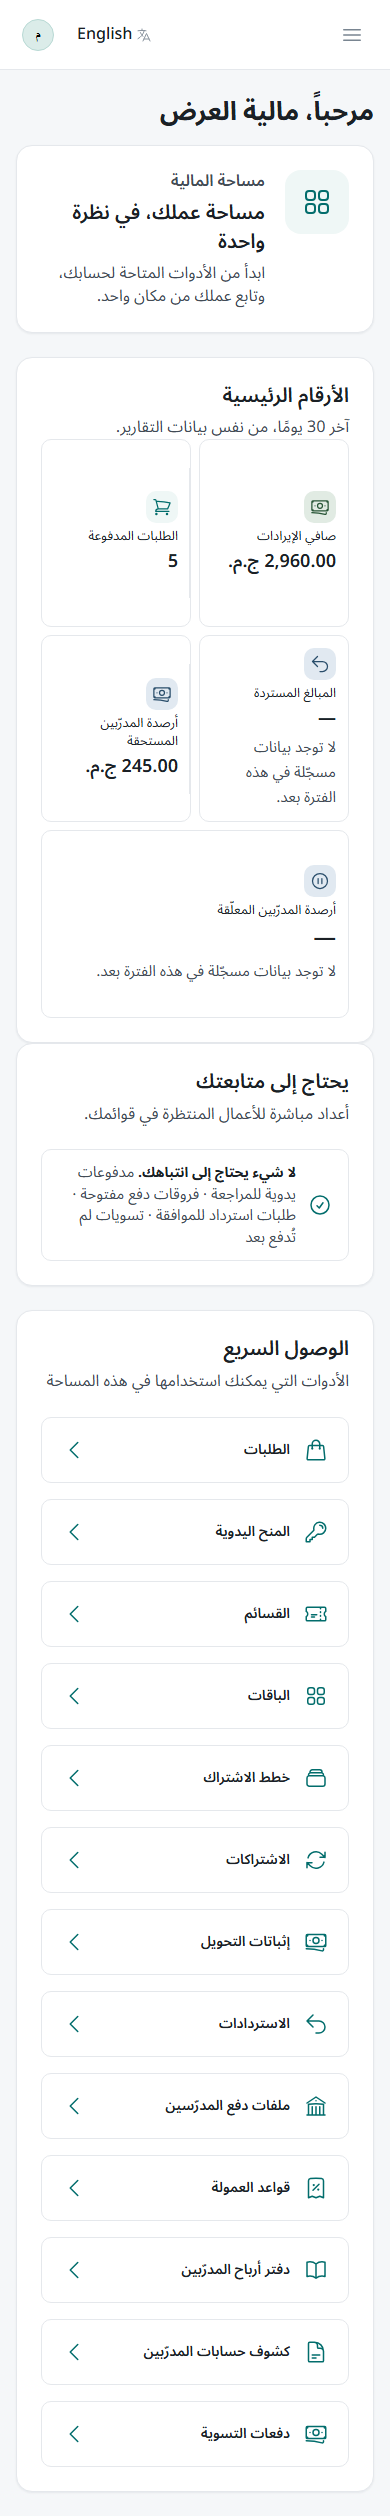 م
English
مرحباً، مالية العرض
مساحة المالية
مساحة عملك، في نظرة
واحدة
ابدأ من الأدوات المتاحة لحسابك،
وتابع عملك من مكان واحد.
الأرقام الرئيسية
آخر 30 يومًا، من نفس بيانات التقارير.
صافي الإيرادات
2,960.00 ج.م.
الطلبات المدفوعة
5
المبالغ المستردة
—
لا توجد بيانات
مسجّلة في هذه
الفترة بعد.
أرصدة المدرّبين
المستحقة
245.00 ج.م.
أرصدة المدرّبين المعلّقة
—
لا توجد بيانات مسجّلة في هذه الفترة بعد.
يحتاج إلى متابعتك
أعداد مباشرة للأعمال المنتظرة في قوائمك.
لا شيء يحتاج إلى انتباهك. مدفوعات
يدوية للمراجعة · فروقات دفع مفتوحة ·
طلبات استرداد للموافقة · تسويات لم
تُدفع بعد
الوصول السريع
الأدوات التي يمكنك استخدامها في هذه المساحة
الطلبات
المنح اليدوية
القسائم
الباقات
خطط الاشتراك
الاشتراكات
إثباتات التحويل
الاستردادات
ملفات دفع المدرّسين
قواعد العمولة
دفتر أرباح المدرّبين
كشوف حسابات المدرّبين
دفعات التسوية